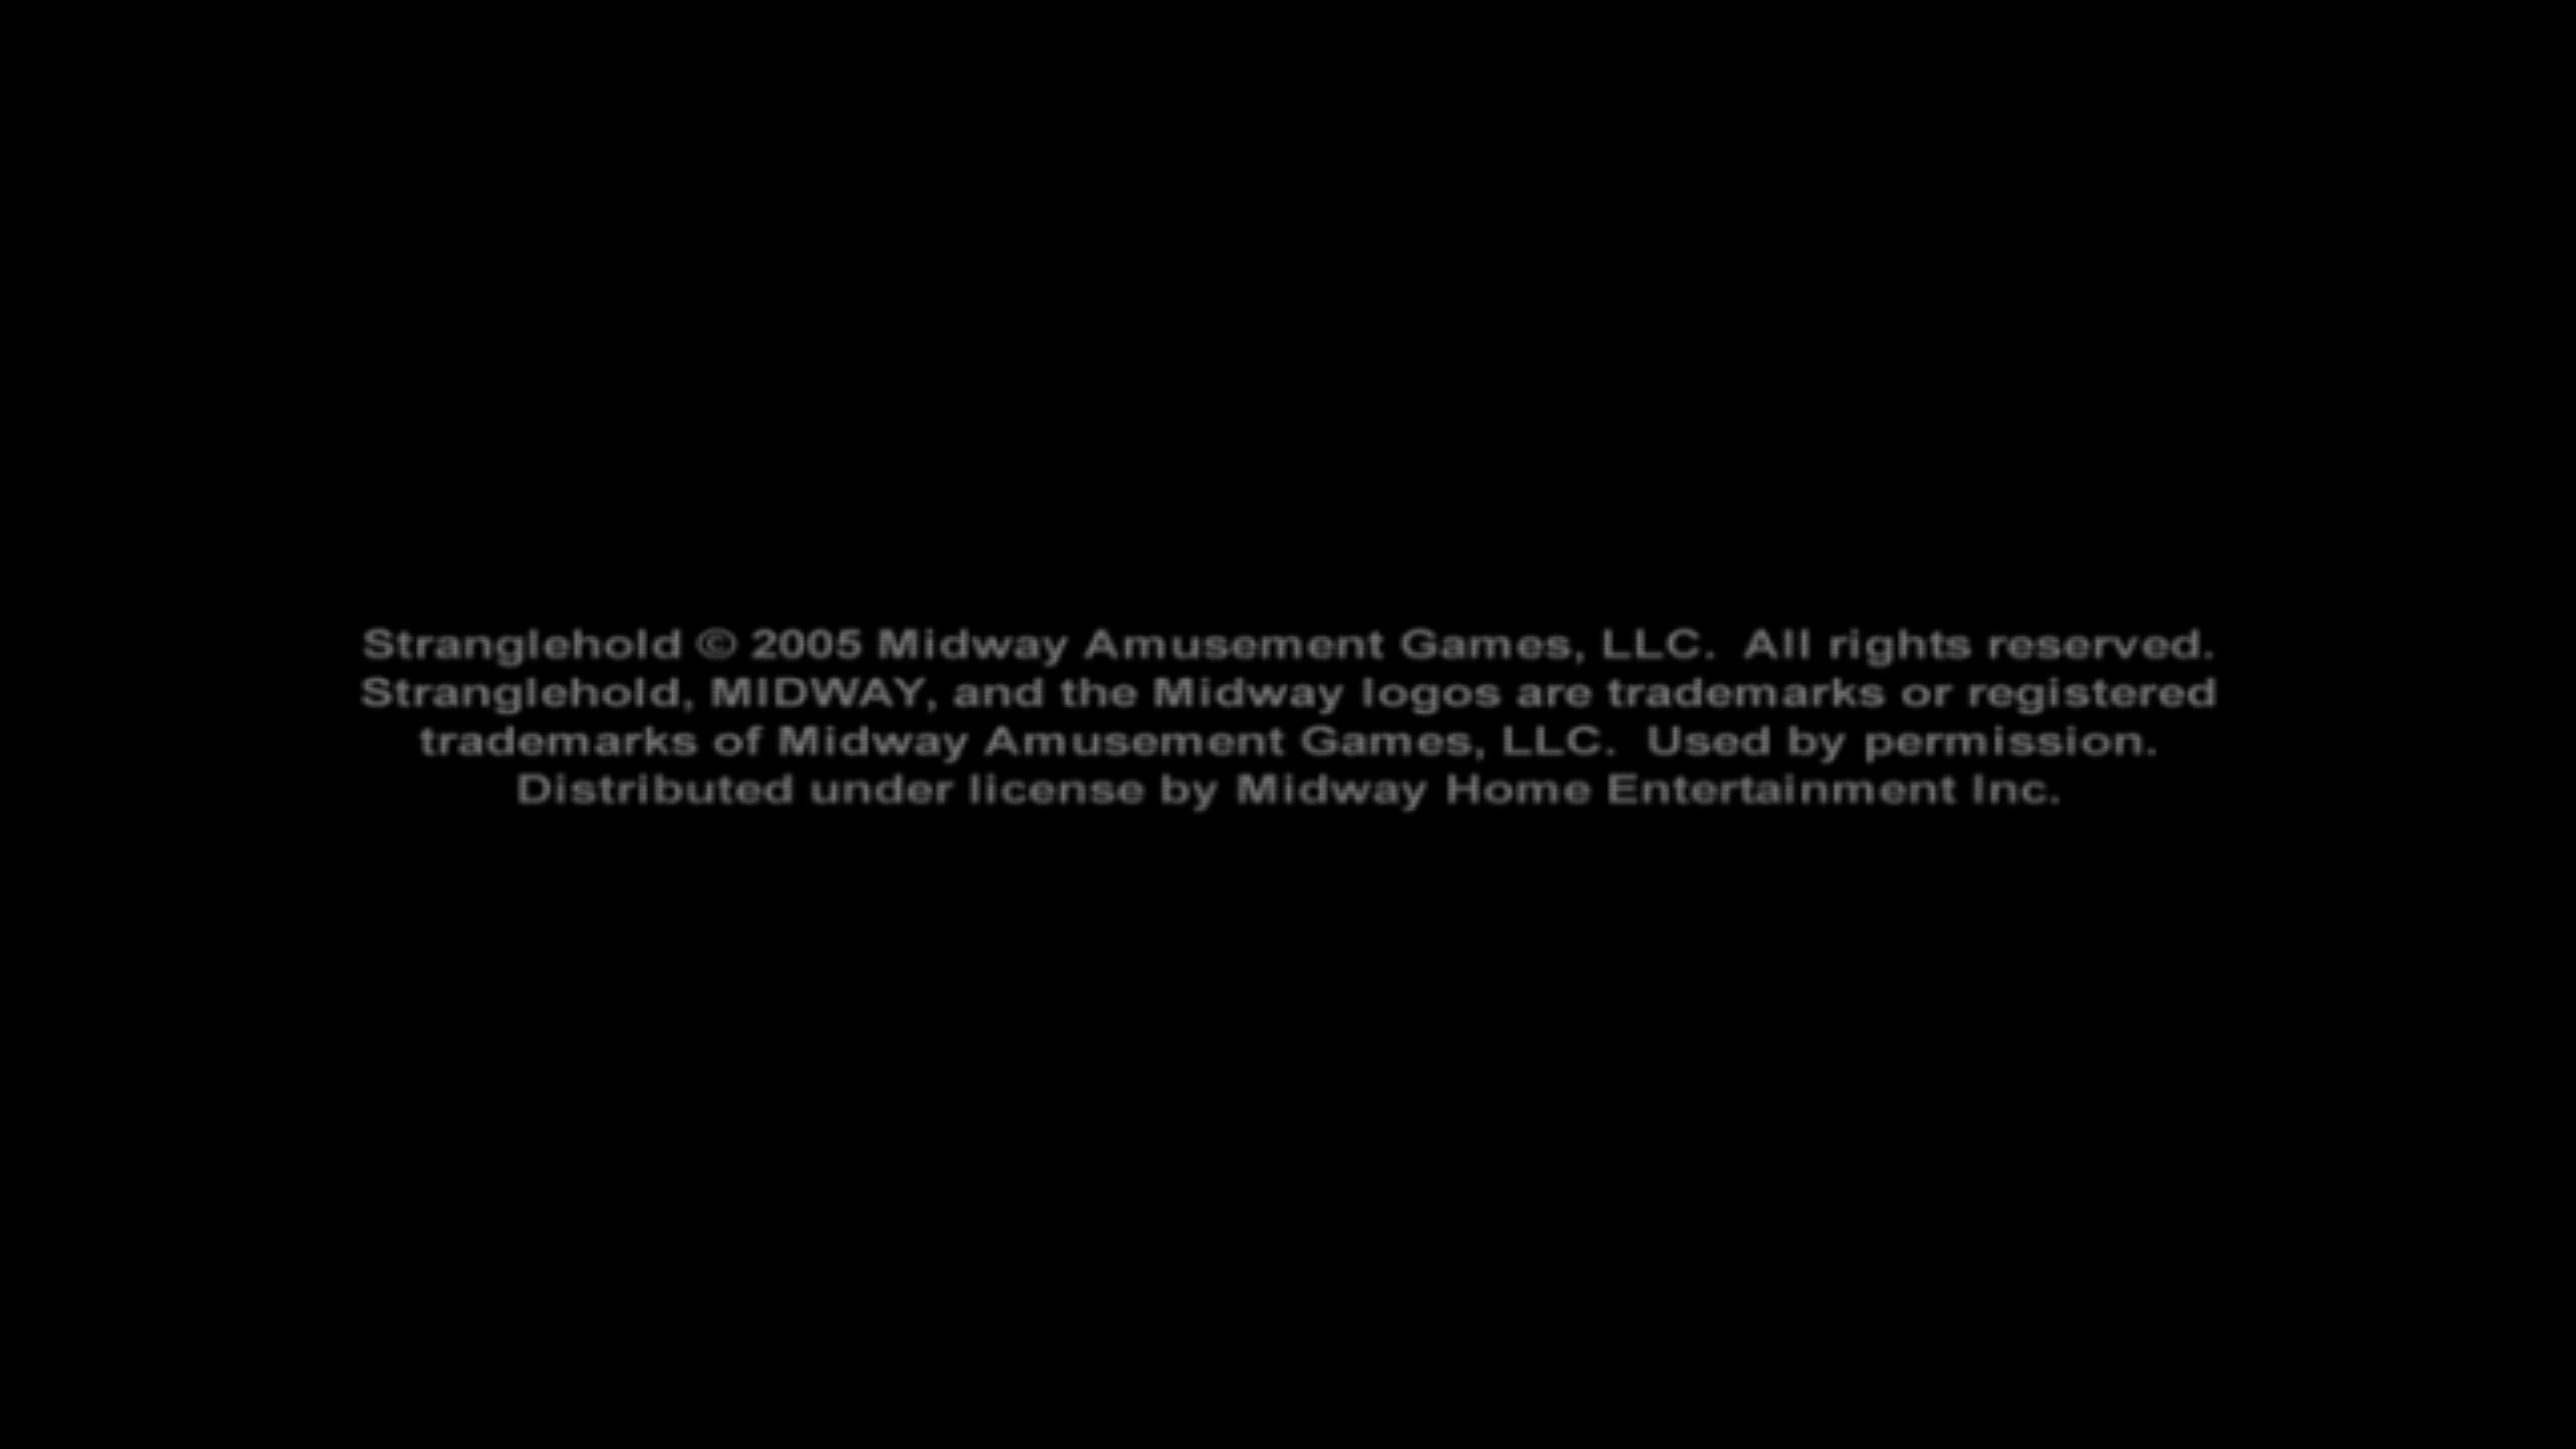 Stranglehold © 2005 Midway Amusement Games, LLC.  All rights reserved.
Stranglehold, MIDWAY, and the Midway logos are trademarks or registered
trademarks of Midway Amusement Games, LLC.  Used by permission.
Distributed under license by Midway Home Entertainment Inc.